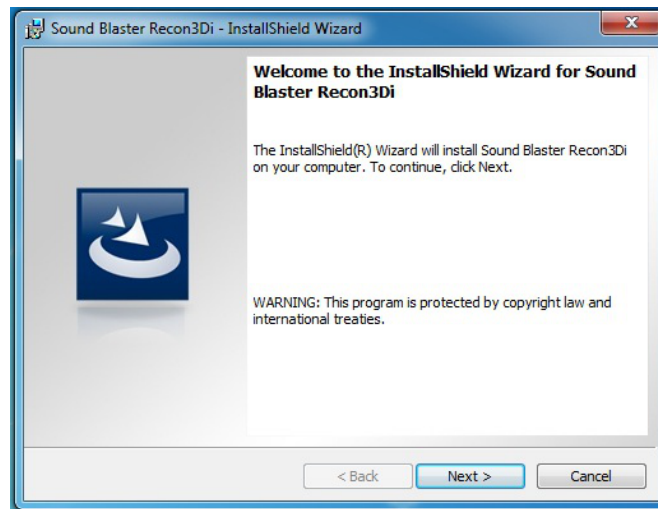 Sound Blaster Recon3Di - InstallShield Wizard
Welcome to the InstallShield Wizard for Sound
Blaster Recon3Di
The InstallShield(R) Wizard will install Sound Blaster Recon3Di
on your computer. To continue, click Next.
WARNING: This program is protected by copyright law and
international treaties.
< Back Next > Cancel